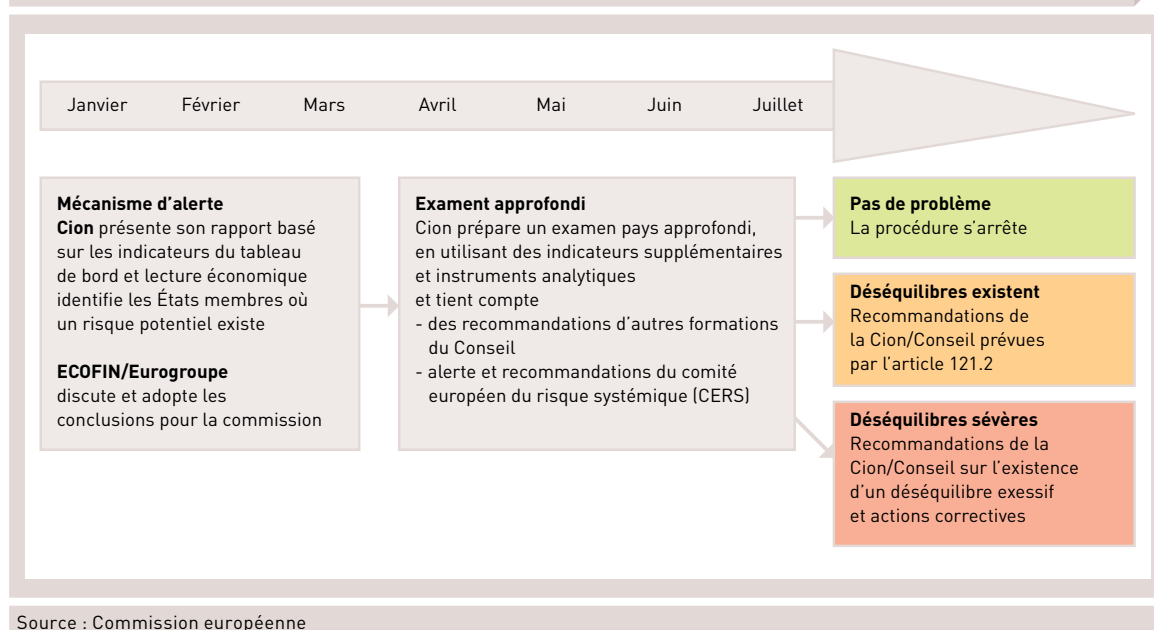 Janvier Février Mars Avril Mai Juin Juillet
Mécanisme d'alerte
Cion présente son rapport basé
sur les indicateurs du tableau
de bord et lecture économique
identifie les États membres où
un risque potentiel existe
ECOFIN/Eurogroupe
discute et adopte les
conclusions pour la commission
Exament approfondi
Cion prépare un examen pays approfondi,
en utilisant des indicateurs supplémentaires
et instruments analytiques
et tient compte
- des recommandations d'autres formations
du Conseil
- alerte et recommandations du comité
européen du risque systémique (CERS)
Pas de problème
La procédure s'arrête
Déséquilibres existent
Recommandations de
la Cion/Conseil prévues
par l'article 121.2
Déséquilibres sévères
Recommandations de la
Cion/Conseil sur l'existence
d'un déséquilibre exessif
et actions correctives
Source : Commission européenne